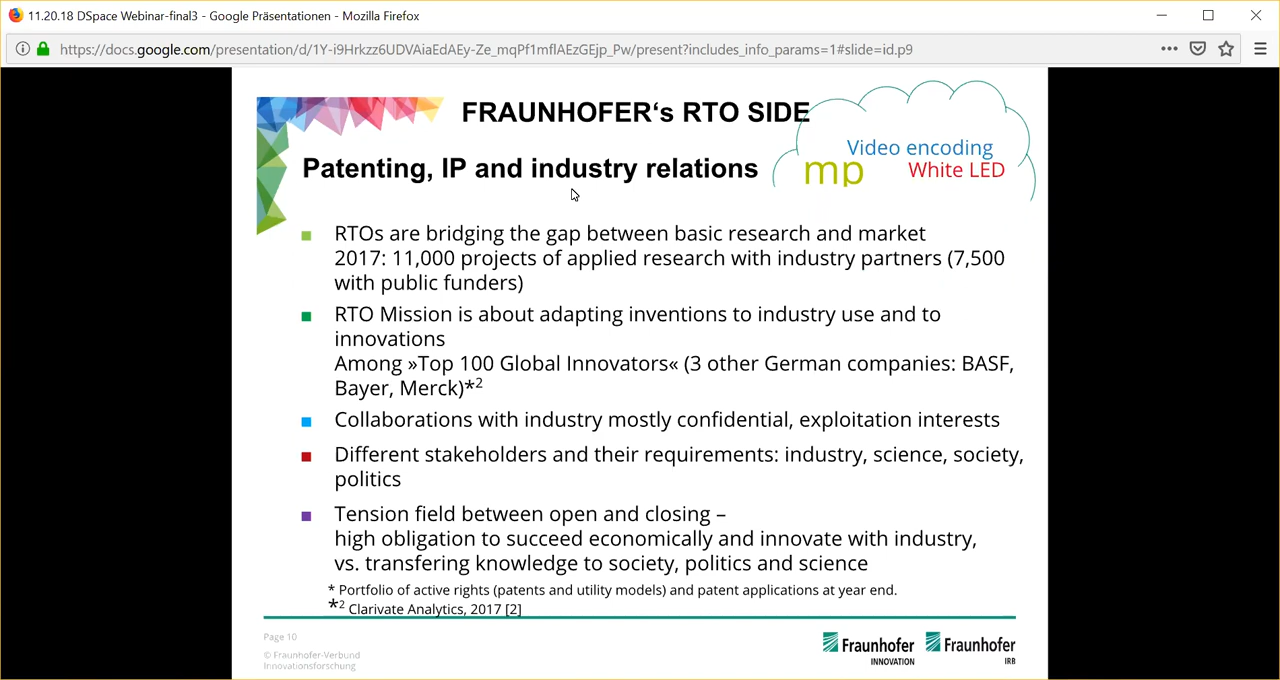 11.20.18 DSpace Webinar-final3 - Google Präsentationen - Mozilla Firefox
https://docs.google.com/presentation/d/1Y-i9Hrkzz6UDVAiaEdAEy-Ze_mqPf1mflAEzGEjp_Pw/present?includes_info_params=1#slide=id.p9
FRAUNHOFER‘s RTO SIDE
Video encoding
mp
White LED
Patenting, IP and industry relations
RTOs are bridging the gap between basic research and market
2017: 11,000 projects of applied research with industry partners (7,500
with public funders)
RTO Mission is about adapting inventions to industry use and to
innovations
Among »Top 100 Global Innovators« (3 other German companies: BASF,
Bayer, Merck)*2
Collaborations with industry mostly confidential, exploitation interests
Different stakeholders and their requirements: industry, science, society,
politics
Tension field between open and closing –
high obligation to succeed economically and innovate with industry,
vs. transfering knowledge to society, politics and science
* Portfolio of active rights (patents and utility models) and patent applications at year end.
*2 Clarivate Analytics, 2017 [2]
Page 10
© Fraunhofer-Verbund
Innovationsforschung
Fraunhofer
INNOVATION
Fraunhofer
IRB